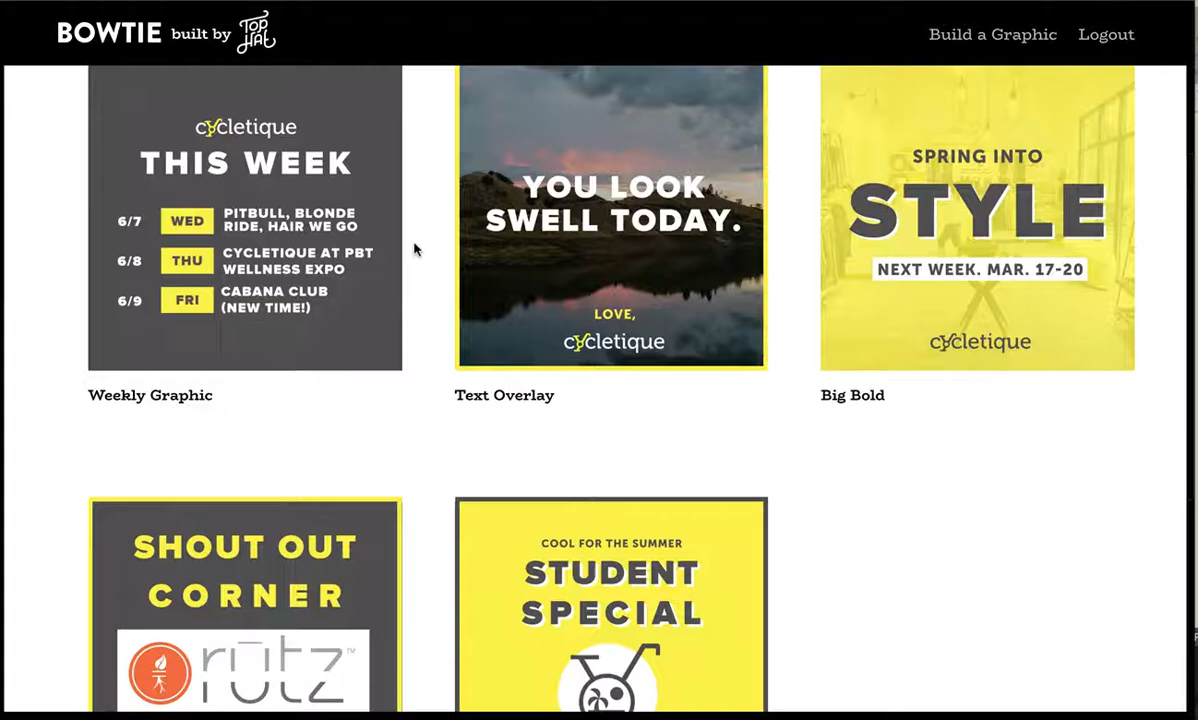 BOWTIE built by TOP HAT
Build a Graphic
Logout
cycletique
THIS WEEK
6/7 WED PITBULL, BLONDE
RIDE, HAIR WE GO
6/8 THU CYCLETIQUE AT PBT
WELLNESS EXPO
6/9 FRI CABANA CLUB
(NEW TIME!)
Weekly Graphic
YOU LOOK
SWELL TODAY.
LOVE,
cycletique
Text Overlay
SPRING INTO
STYLE
NEXT WEEK. MAR. 17-20
cycletique
Big Bold
SHOUT OUT
CORNER
rūtz™
COOL FOR THE SUMMER
STUDENT
SPECIAL